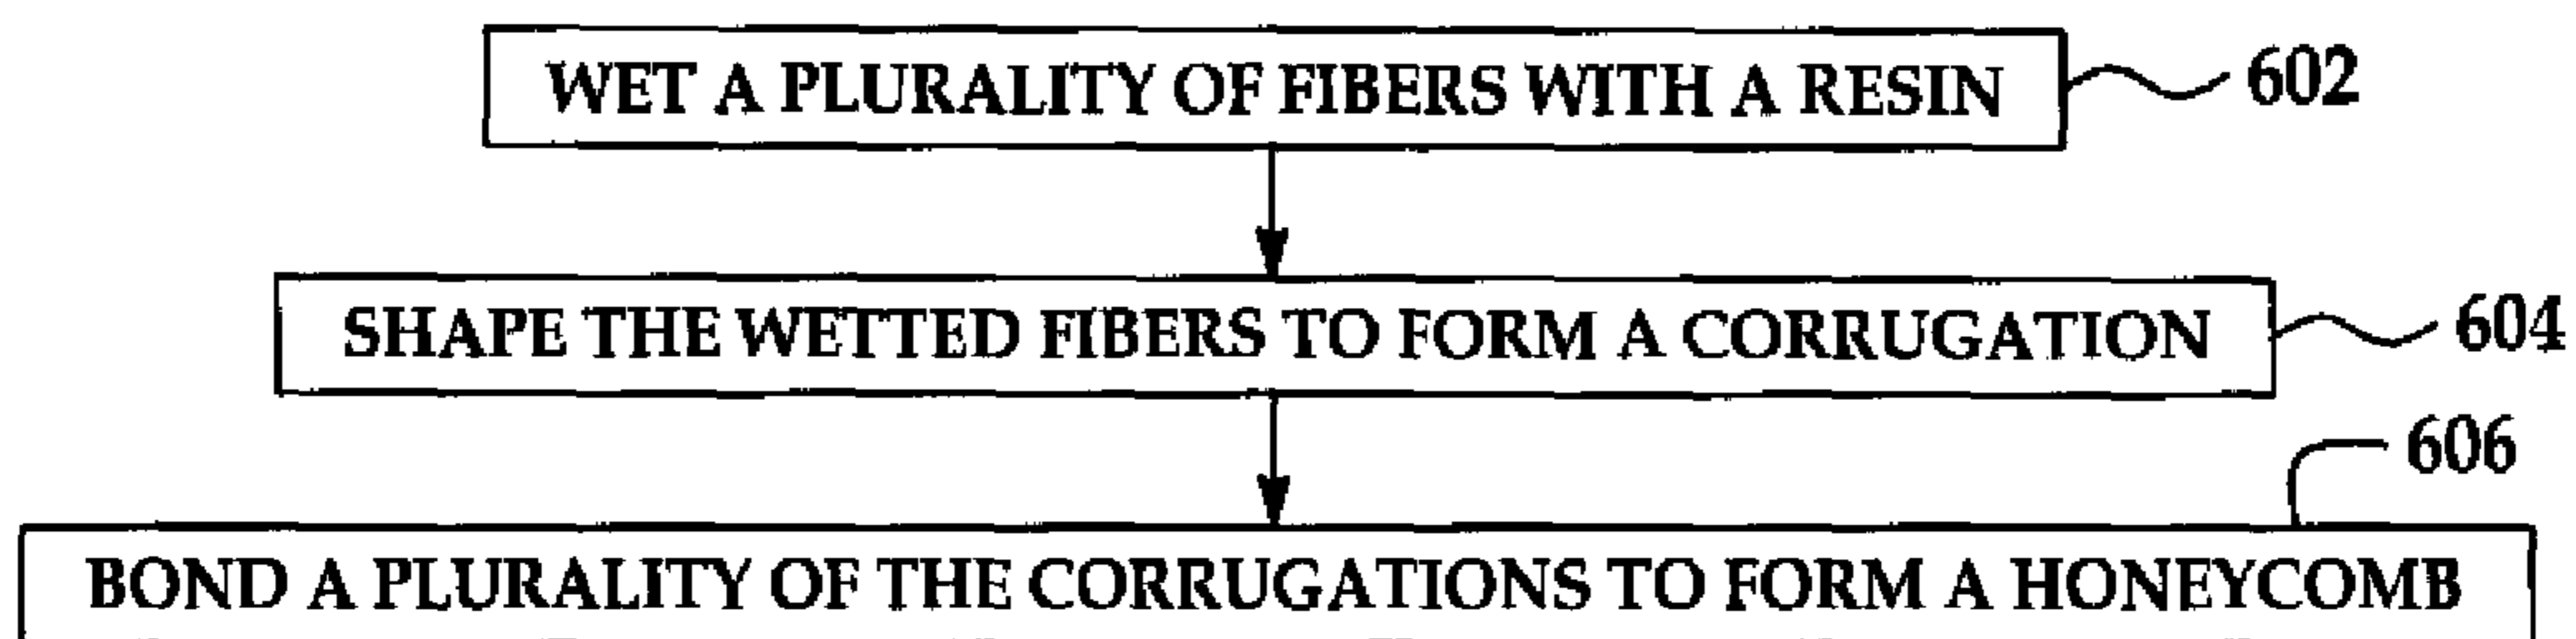 WET A PLURALITY OF FIBERS WITH A RESIN
602
SHAPE THE WETTED FIBERS TO FORM A CORRUGATION
604
606
BOND A PLURALITY OF THE CORRUGATIONS TO FORM A HONEYCOMB